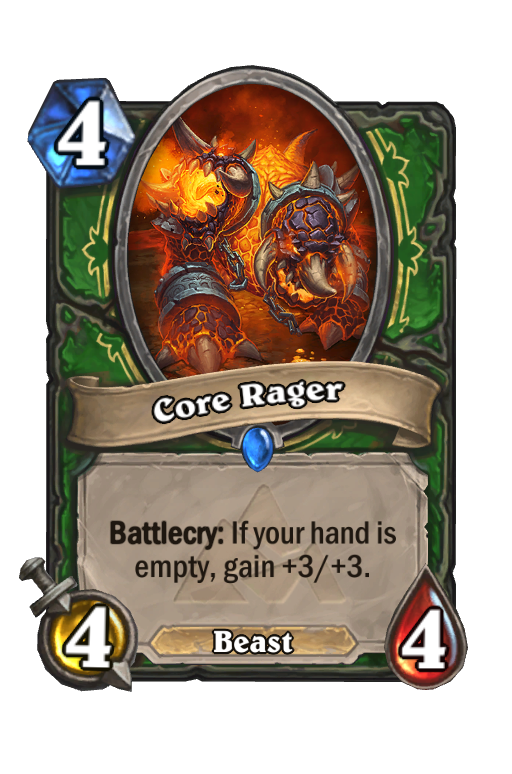 4
Core Rager
Battlecry: If your hand is
empty, gain +3/+3.
4
Beast
4